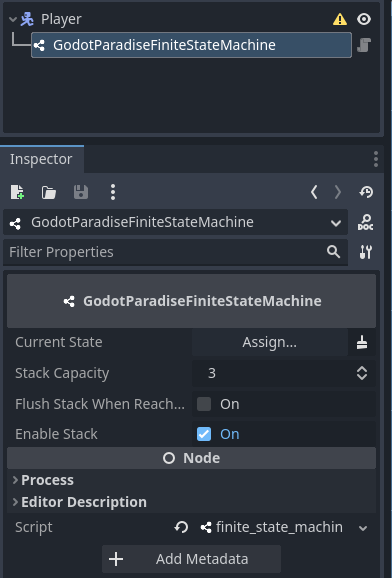 Player
GodotParadiseFiniteStateMachine
Inspector
GodotParadiseFiniteStateMachine
DOC
Filter Properties
GodotParadiseFiniteStateMachine
Current State Assign...
Stack Capacity 3
Flush Stack When Reach... On
Enable Stack On
Node
Process
Editor Description
Script finite_state_machin
Add Metadata